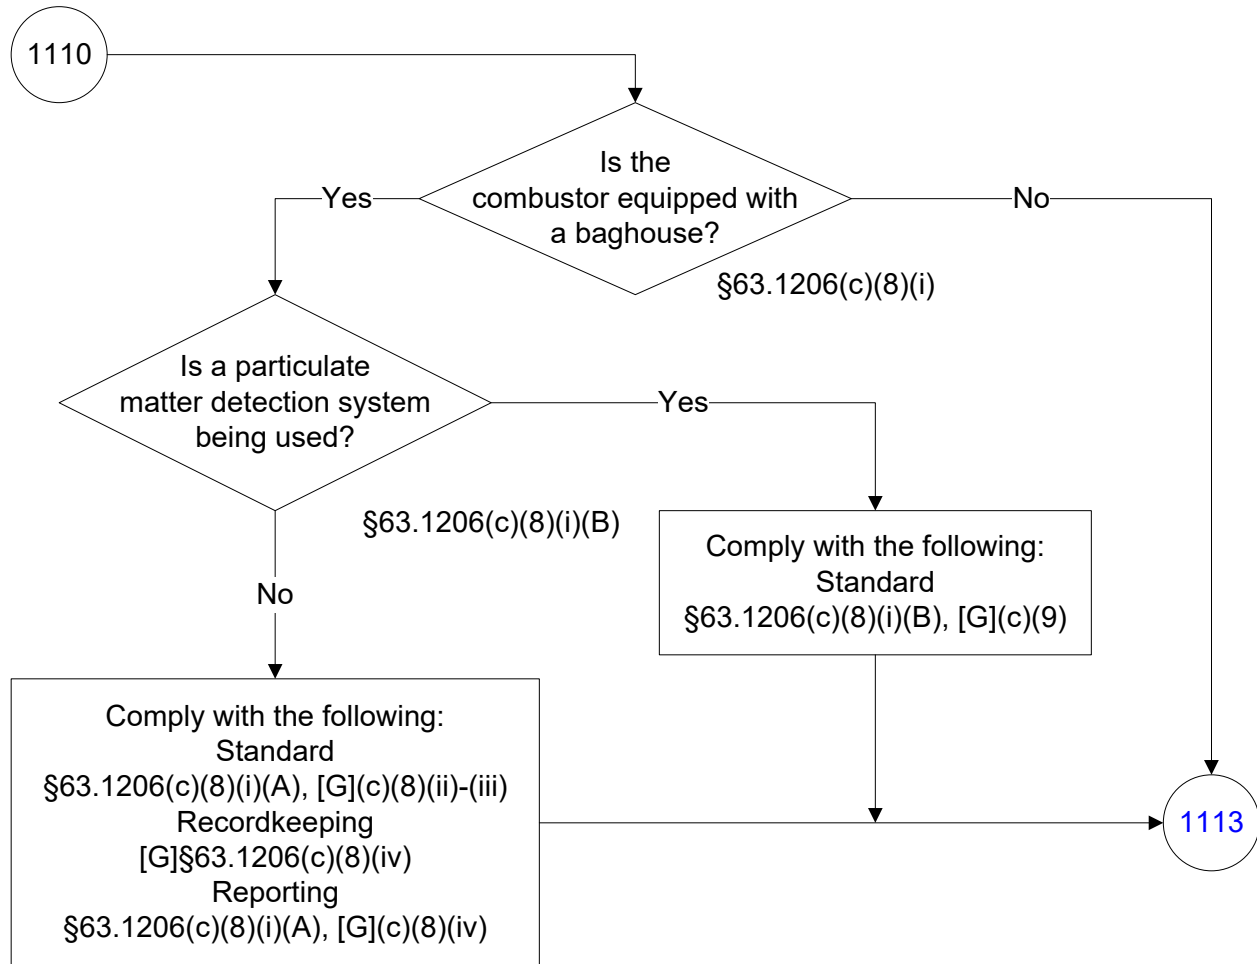 1110
Is the
combustor equipped with
a baghouse?
Yes
No
§63.1206(c)(8)(i)
Is a particulate
matter detection system
being used?
Yes
§63.1206(c)(8)(i)(B)
No
Comply with the following:
Standard
§63.1206(c)(8)(i)(B), [G](c)(9)
Comply with the following:
Standard
§63.1206(c)(8)(i)(A), [G](c)(8)(ii)-(iii)
Recordkeeping
[G]§63.1206(c)(8)(iv)
Reporting
§63.1206(c)(8)(i)(A), [G](c)(8)(iv)
1113